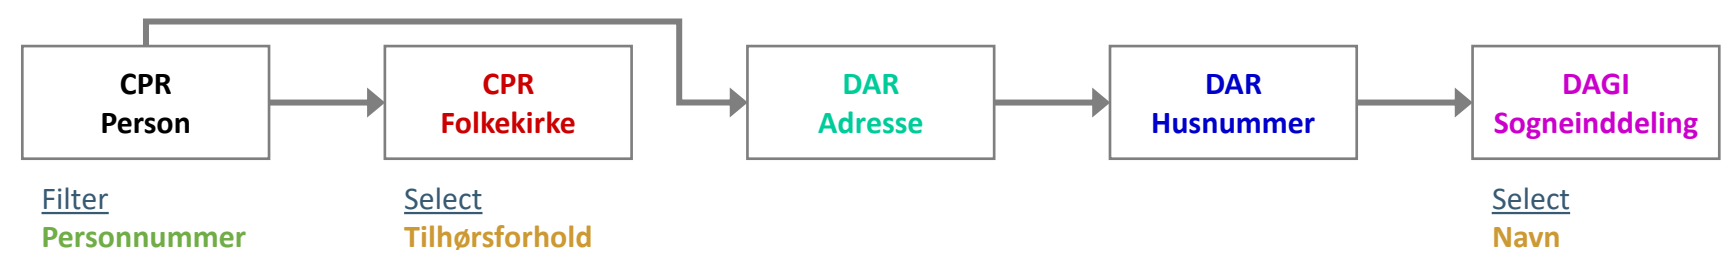 CPR
Person
CPR
Folkekirke
DAR
Adresse
DAR
Husnummer
DAGI
Sogneinddeling
Filter
Personnummer
Select
Tilhørsforhold
Select
Navn